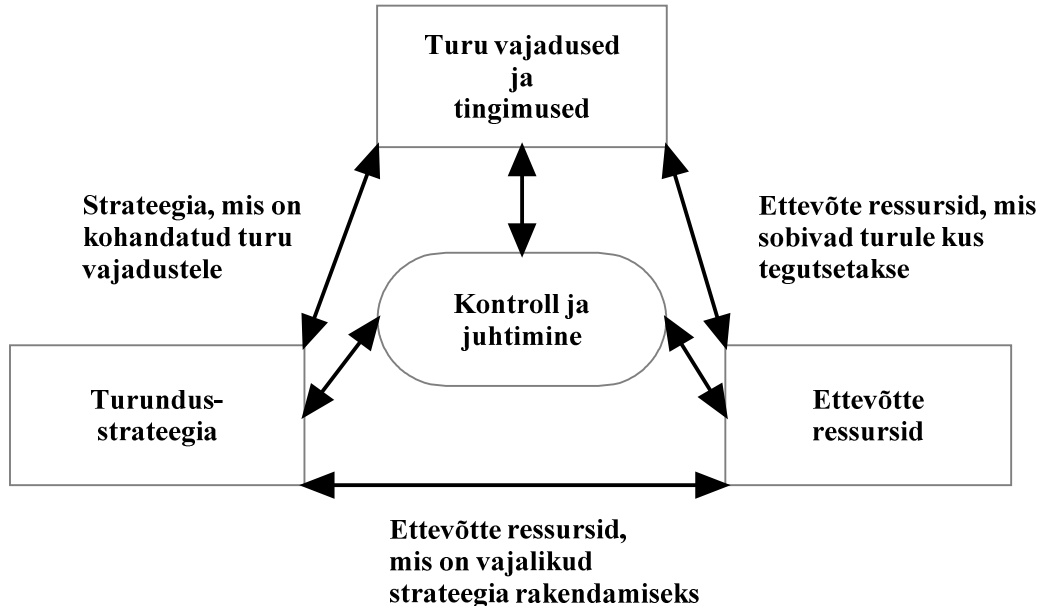 Turu vajadused
ja
tingimused
Strateegia, mis on
kohandatud turu
vajadustele
Ettevõte ressursid, mis
sobivad turule kus
tegutsetakse
Kontroll ja
juhtimine
Turundus-
strateegia
Ettevõtte
ressursid
Ettevõtte ressursid,
mis on vajalikud
strateegia rakendamiseks